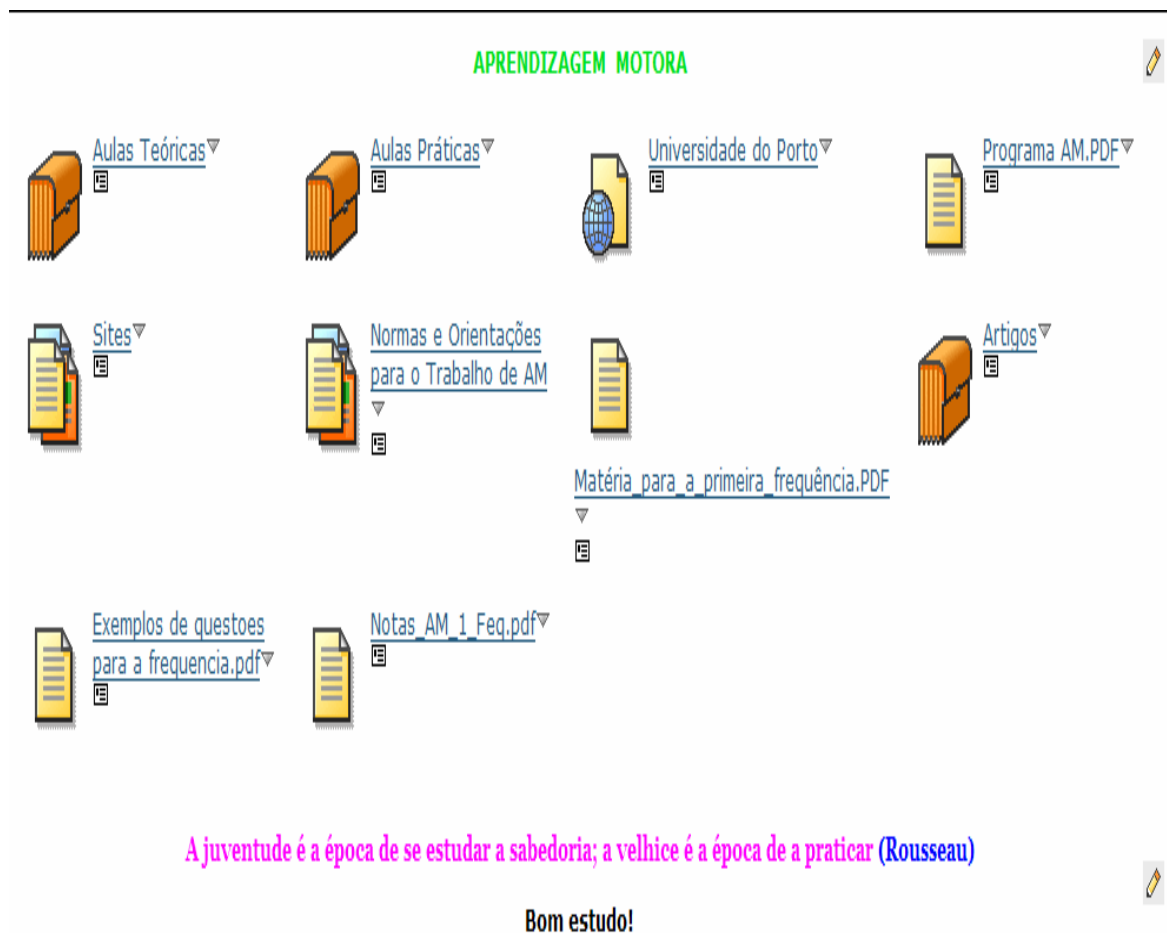 APRENDIZAGEM MOTORA
Aulas Teóricas
Aulas Práticas
Universidade do Porto
Programa AM.PDF
Sites
Normas e Orientações
para o Trabalho de AM
Matéria_para_a_primeira_frequência.PDF
Artigos
Exemplos de questoes
para a frequencia.pdf
Notas_AM_1_Feq.pdf
A juventude é a época de se estudar a sabedoria; a velhice é a época de a praticar (Rousseau)
Bom estudo!